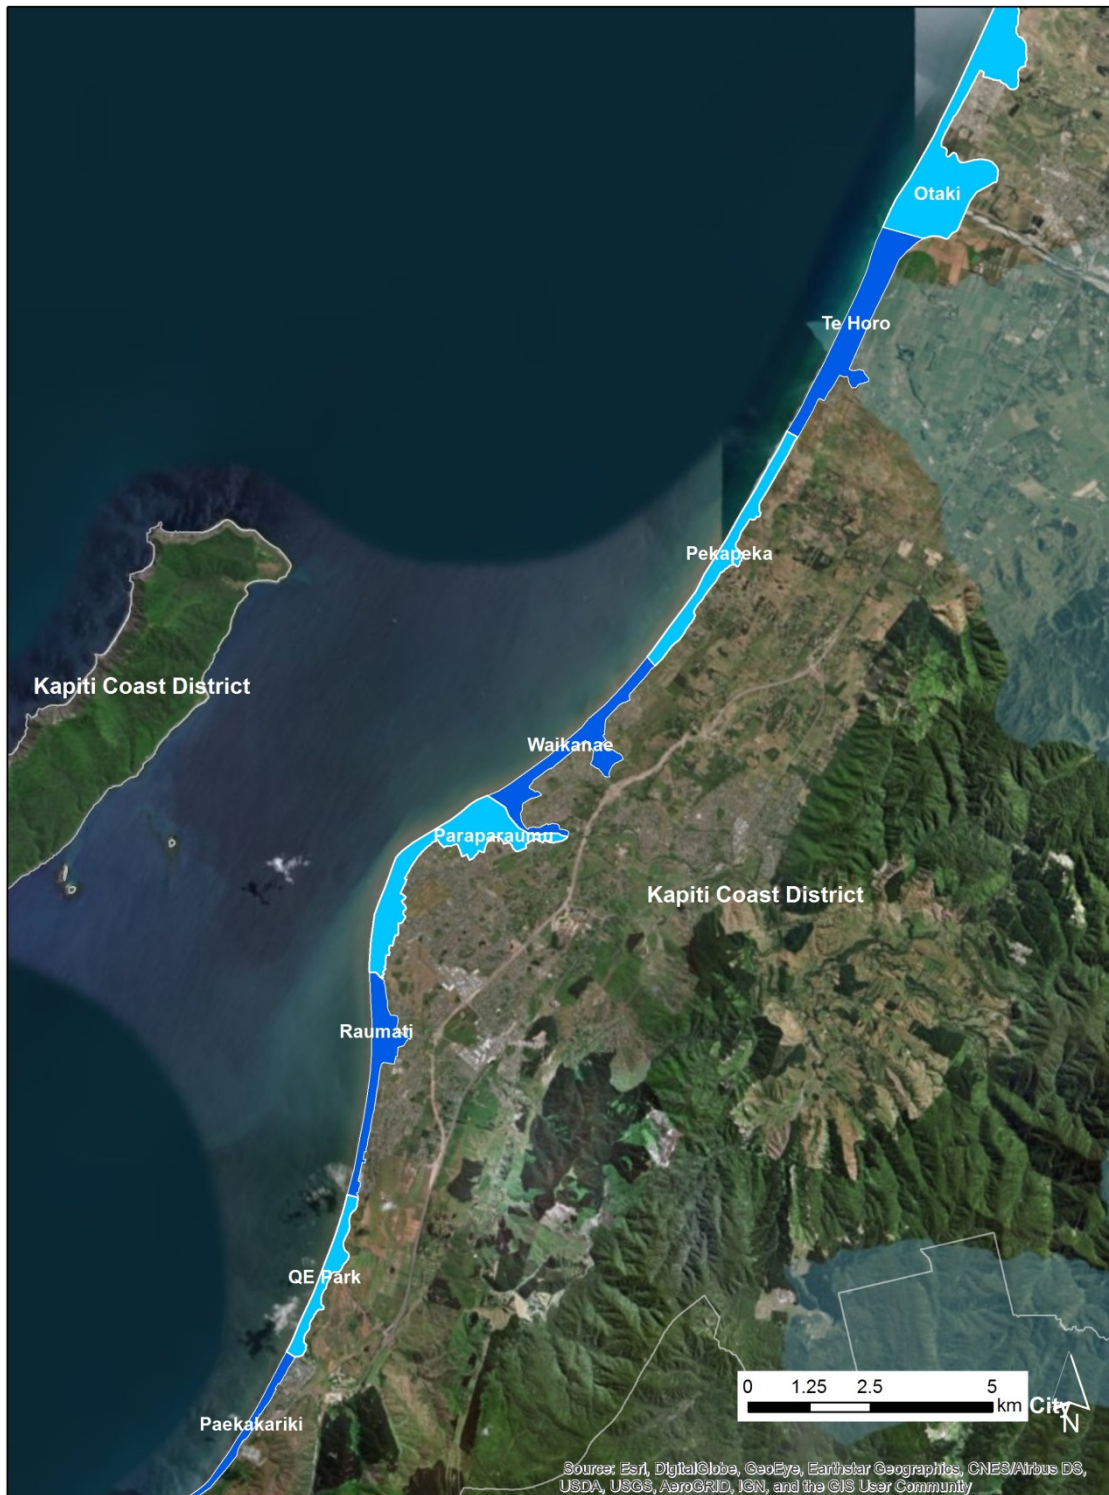 Otaki
Te Horo
Pekapeka
Kapiti Coast District
Waikanae
Paraparaumu
Kapiti Coast District
Raumati
QE Park
0 1.25 2.5 5
km
City
N
Paekakariki
Source: Esri, DigitalGlobe, GeoEye, Earthstar Geographics, CNES/Airbus DS,
USDA, USGS, AeroGRID, IGN, and the GIS User Community